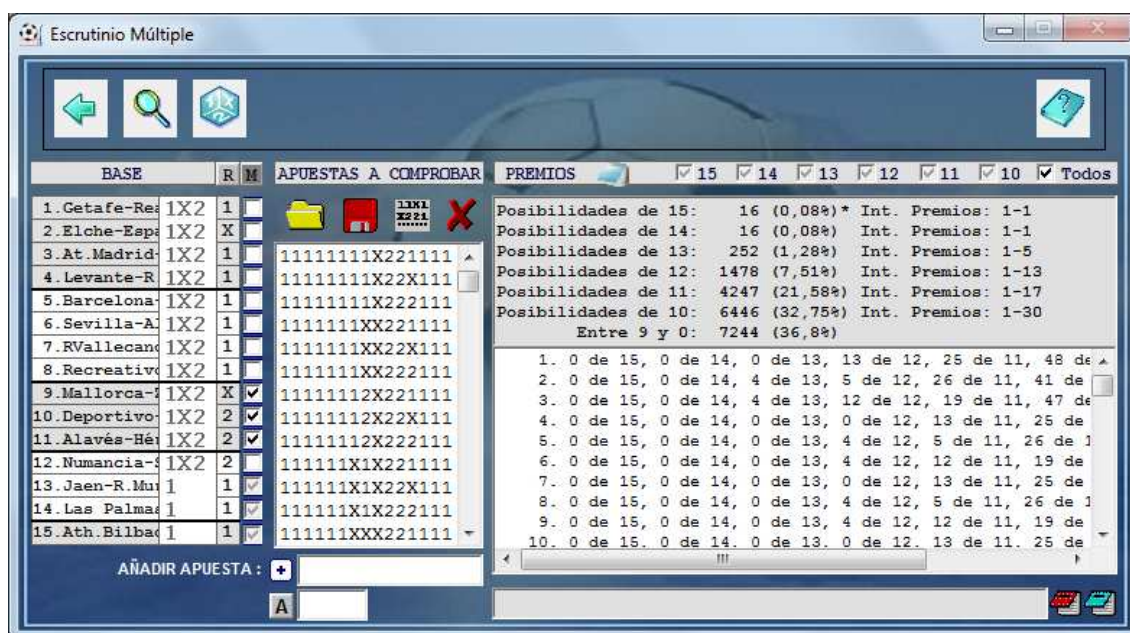 Escrutinio Múltiple
BASE R M APUESTAS A COMPROBAR PREMIOS 15 14 13 12 11 10 Todos
1.Getafe-Rea 1X2 1
2.Elche-Espa 1X2 X
3.At.Madrid- 1X2 1
4.Levante-R 1X2 1
5.Barcelona- 1X2 1
6.Sevilla-Al 1X2 1
7.RVallecano 1X2 1
8.Recreativo 1X2 1
9.Mallorca- 1X2 X
10.Deportivo- 1X2 2
11.Alavés-Hér 1X2 2
12.Numancia-S 1X2 2
13.Jaen-R.Mur 1 1
14.Las Palmas 1 1
15.Ath.Bilbao 1 1
11111111X221111
11111111X22X111
11111111X222111
1111111XX221111
1111111XX22X111
1111111XX222111
11111112X221111
11111112X22X111
11111112X222111
111111X1X221111
111111X1X22X111
111111X1X222111
111111XXX221111
Posibilidades de 15: 16 (0,08%)* Int. Premios: 1-1
Posibilidades de 14: 16 (0,08%) Int. Premios: 1-1
Posibilidades de 13: 252 (1,28%) Int. Premios: 1-5
Posibilidades de 12: 1478 (7,51%) Int. Premios: 1-13
Posibilidades de 11: 4247 (21,58%) Int. Premios: 1-17
Posibilidades de 10: 6446 (32,75%) Int. Premios: 1-30
Entre 9 y 0: 7244 (36,8%)
1. 0 de 15, 0 de 14, 0 de 13, 13 de 12, 25 de 11, 48 de
2. 0 de 15, 0 de 14, 4 de 13, 5 de 12, 26 de 11, 41 de
3. 0 de 15, 0 de 14, 4 de 13, 12 de 12, 19 de 11, 47 de
4. 0 de 15, 0 de 14, 0 de 13, 0 de 12, 13 de 11, 25 de
5. 0 de 15, 0 de 14, 0 de 13, 4 de 12, 5 de 11, 26 de 1
6. 0 de 15, 0 de 14, 0 de 13, 4 de 12, 12 de 11, 19 de
7. 0 de 15, 0 de 14, 0 de 13, 0 de 12, 13 de 11, 25 de
8. 0 de 15, 0 de 14, 0 de 13, 4 de 12, 5 de 11, 26 de 1
9. 0 de 15, 0 de 14, 0 de 13, 4 de 12, 12 de 11, 19 de
10. 0 de 15, 0 de 14, 0 de 13, 0 de 12, 13 de 11, 25 de
AÑADIR APUESTA :
A